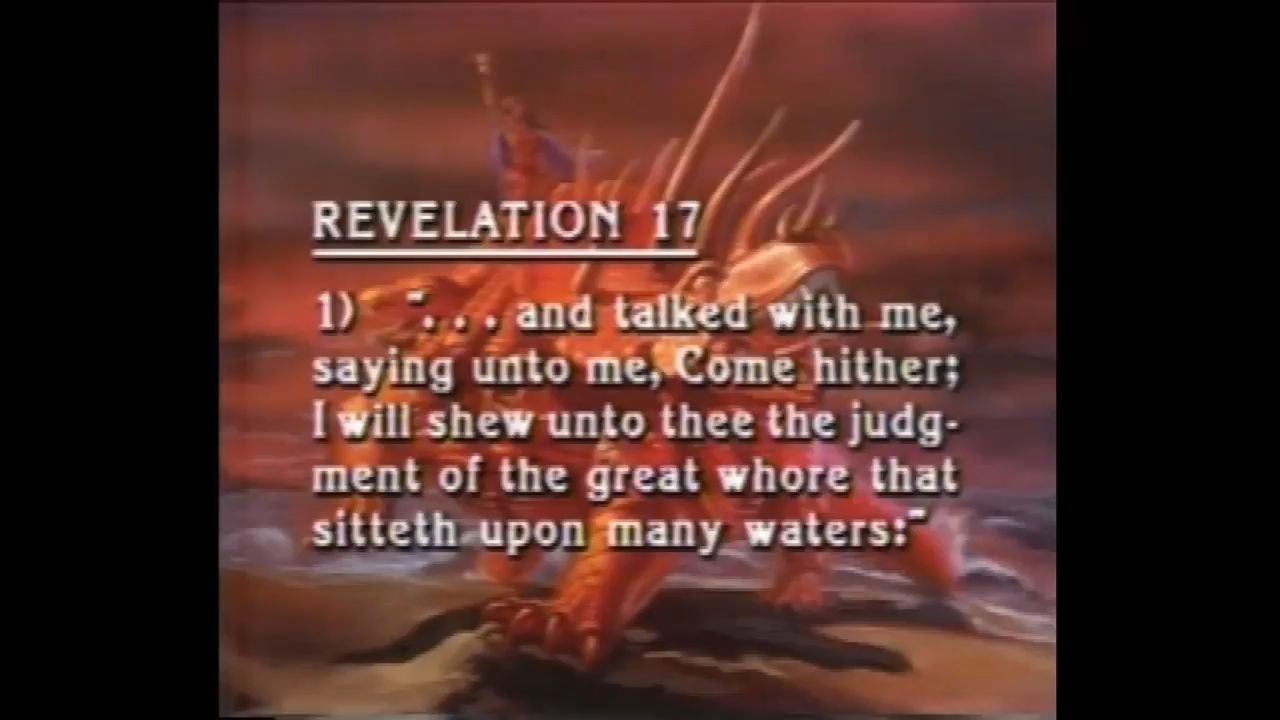 REVELATION 17
1) ". . . and talked with me,
saying unto me, Come hither;
I will shew unto thee the judg-
ment of the great whore that
sitteth upon many waters:"